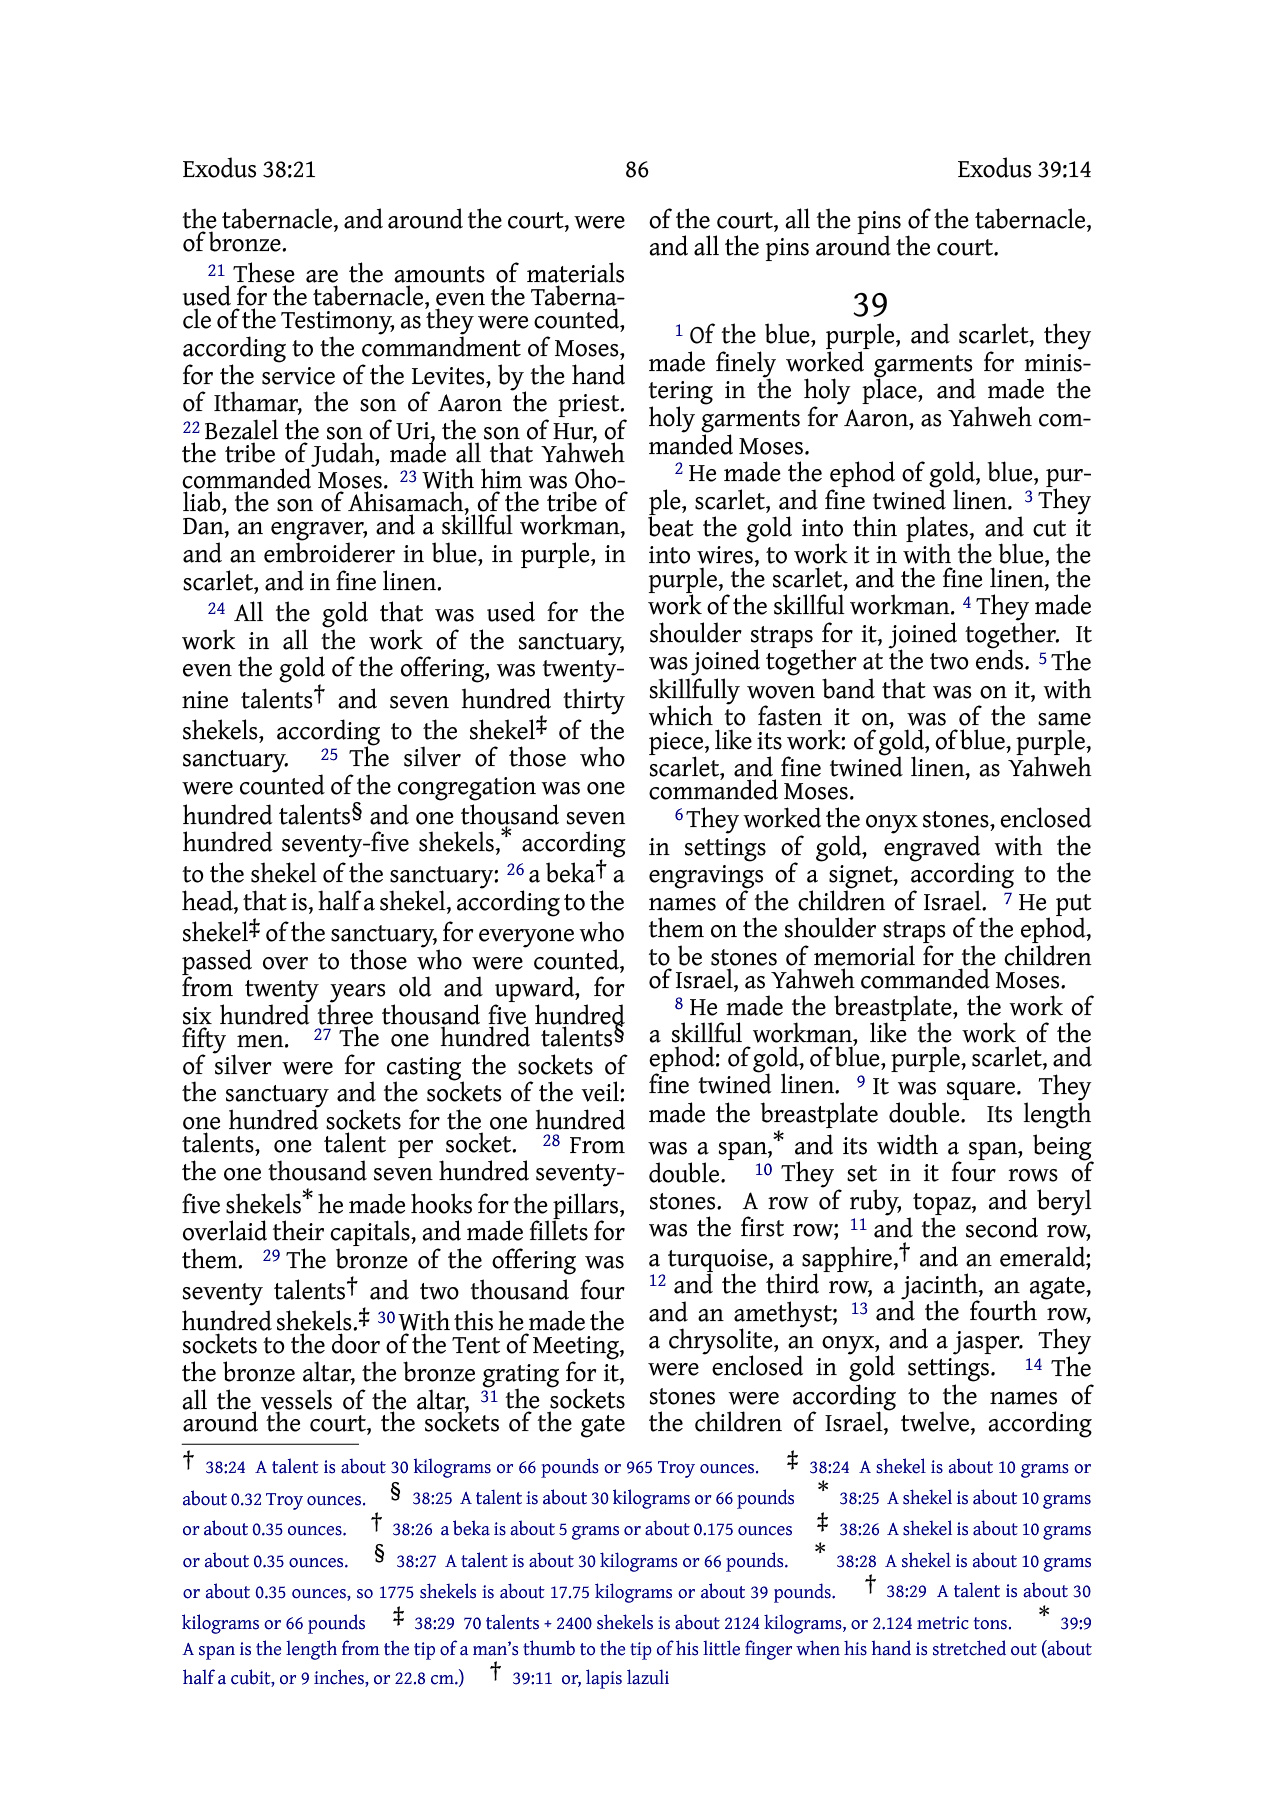 Exodus 38:21 86 Exodus 39:14
the tabernacle, and around the court, were
of bronze.
21 These are the amounts of materials
used for the tabernacle, even the Taberna-
cle of the Testimony, as they were counted,
according to the commandment of Moses,
for the service of the Levites, by the hand
of Ithamar, the son of Aaron the priest.
22 Bezalel the son of Uri, the son of Hur, of
the tribe of Judah, made all that Yahweh
commanded Moses. 23 With him was Oho-
liab, the son of Ahisamach, of the tribe of
Dan, an engraver, and a skillful workman,
and an embroiderer in blue, in purple, in
scarlet, and in fine linen.
24 All the gold that was used for the
work in all the work of the sanctuary,
even the gold of the offering, was twenty-
nine talents† and seven hundred thirty
shekels, according to the shekel‡ of the
sanctuary. 25 The silver of those who
were counted of the congregation was one
hundred talents§ and one thousand seven
hundred seventy-five shekels,* according
to the shekel of the sanctuary: 26 a beka† a
head, that is, half a shekel, according to the
shekel‡ of the sanctuary, for everyone who
passed over to those who were counted,
from twenty years old and upward, for
six hundred three thousand five hundred
fifty men. 27 The one hundred talents§
of silver were for casting the sockets of
the sanctuary and the sockets of the veil:
one hundred sockets for the one hundred
talents, one talent per socket. 28 From
the one thousand seven hundred seventy-
five shekels* he made hooks for the pillars,
overlaid their capitals, and made fillets for
them. 29 The bronze of the offering was
seventy talents† and two thousand four
hundred shekels.‡ 30 With this he made the
sockets to the door of the Tent of Meeting,
the bronze altar, the bronze grating for it,
all the vessels of the altar, 31 the sockets
around the court, the sockets of the gate
of the court, all the pins of the tabernacle,
and all the pins around the court.
39
1 Of the blue, purple, and scarlet, they
made finely worked garments for minis-
tering in the holy place, and made the
holy garments for Aaron, as Yahweh com-
manded Moses.
2 He made the ephod of gold, blue, pur-
ple, scarlet, and fine twined linen. 3 They
beat the gold into thin plates, and cut it
into wires, to work it in with the blue, the
purple, the scarlet, and the fine linen, the
work of the skillful workman. 4 They made
shoulder straps for it, joined together. It
was joined together at the two ends. 5 The
skillfully woven band that was on it, with
which to fasten it on, was of the same
piece, like its work: of gold, of blue, purple,
scarlet, and fine twined linen, as Yahweh
commanded Moses.
6 They worked the onyx stones, enclosed
in settings of gold, engraved with the
engravings of a signet, according to the
names of the children of Israel. 7 He put
them on the shoulder straps of the ephod,
to be stones of memorial for the children
of Israel, as Yahweh commanded Moses.
8 He made the breastplate, the work of
a skillful workman, like the work of the
ephod: of gold, of blue, purple, scarlet, and
fine twined linen. 9 It was square. They
made the breastplate double. Its length
was a span,* and its width a span, being
double. 10 They set in it four rows of
stones. A row of ruby, topaz, and beryl
was the first row; 11 and the second row,
a turquoise, a sapphire,† and an emerald;
12 and the third row, a jacinth, an agate,
and an amethyst; 13 and the fourth row,
a chrysolite, an onyx, and a jasper. They
were enclosed in gold settings. 14 The
stones were according to the names of
the children of Israel, twelve, according
† 38:24 A talent is about 30 kilograms or 66 pounds or 965 Troy ounces. ‡ 38:24 A shekel is about 10 grams or
about 0.32 Troy ounces. § 38:25 A talent is about 30 kilograms or 66 pounds * 38:25 A shekel is about 10 grams
or about 0.35 ounces. † 38:26 a beka is about 5 grams or about 0.175 ounces ‡ 38:26 A shekel is about 10 grams
or about 0.35 ounces. § 38:27 A talent is about 30 kilograms or 66 pounds. * 38:28 A shekel is about 10 grams
or about 0.35 ounces, so 1775 shekels is about 17.75 kilograms or about 39 pounds. † 38:29 A talent is about 30
kilograms or 66 pounds ‡ 38:29 70 talents + 2400 shekels is about 2124 kilograms, or 2.124 metric tons. * 39:9
A span is the length from the tip of a man's thumb to the tip of his little finger when his hand is stretched out (about
half a cubit, or 9 inches, or 22.8 cm.) † 39:11 or, lapis lazuli